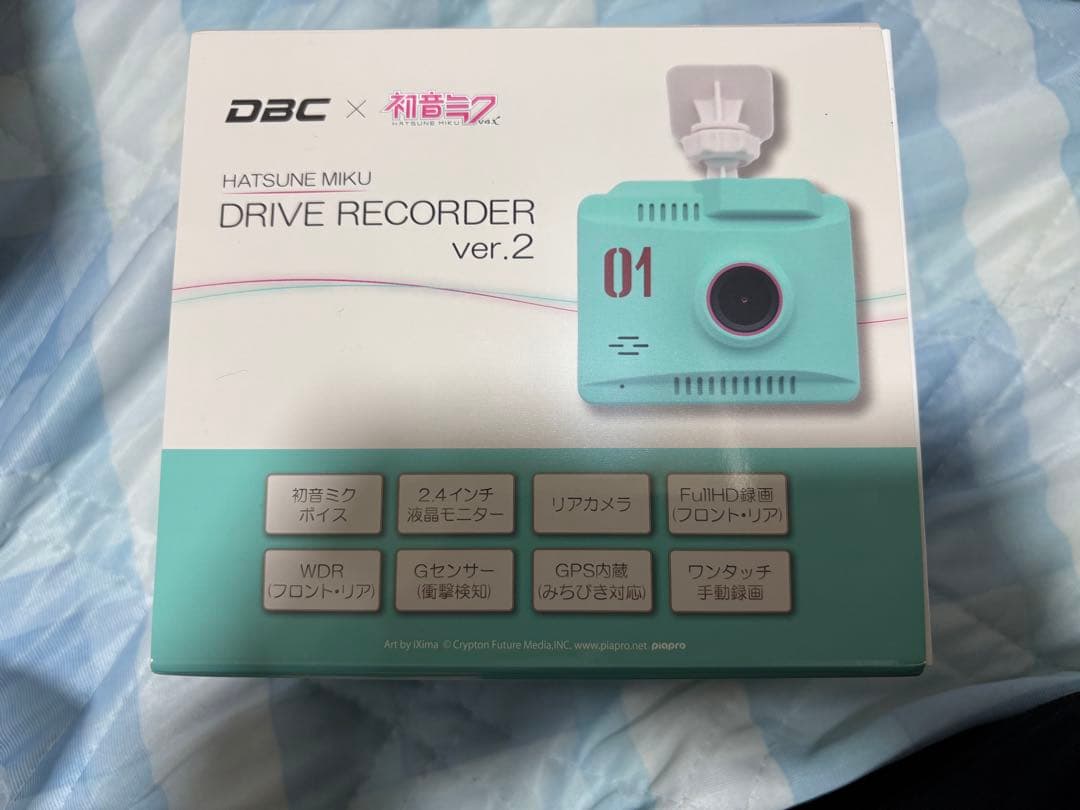 DBC × 初音ミク
HATSUNE MIKU V4X
HATSUNE MIKU
DRIVE RECORDER
ver.2
01
初音ミク
ボイス
2.4インチ
液晶モニター
リアカメラ
FullHD録画
(フロント・リア)
WDR
(フロント・リア)
Gセンサー
(衝撃検知)
GPS内蔵
(みちびき対応)
ワンタッチ
手動録画
Art by iXima © Crypton Future Media,INC. www.piapro.net piapro